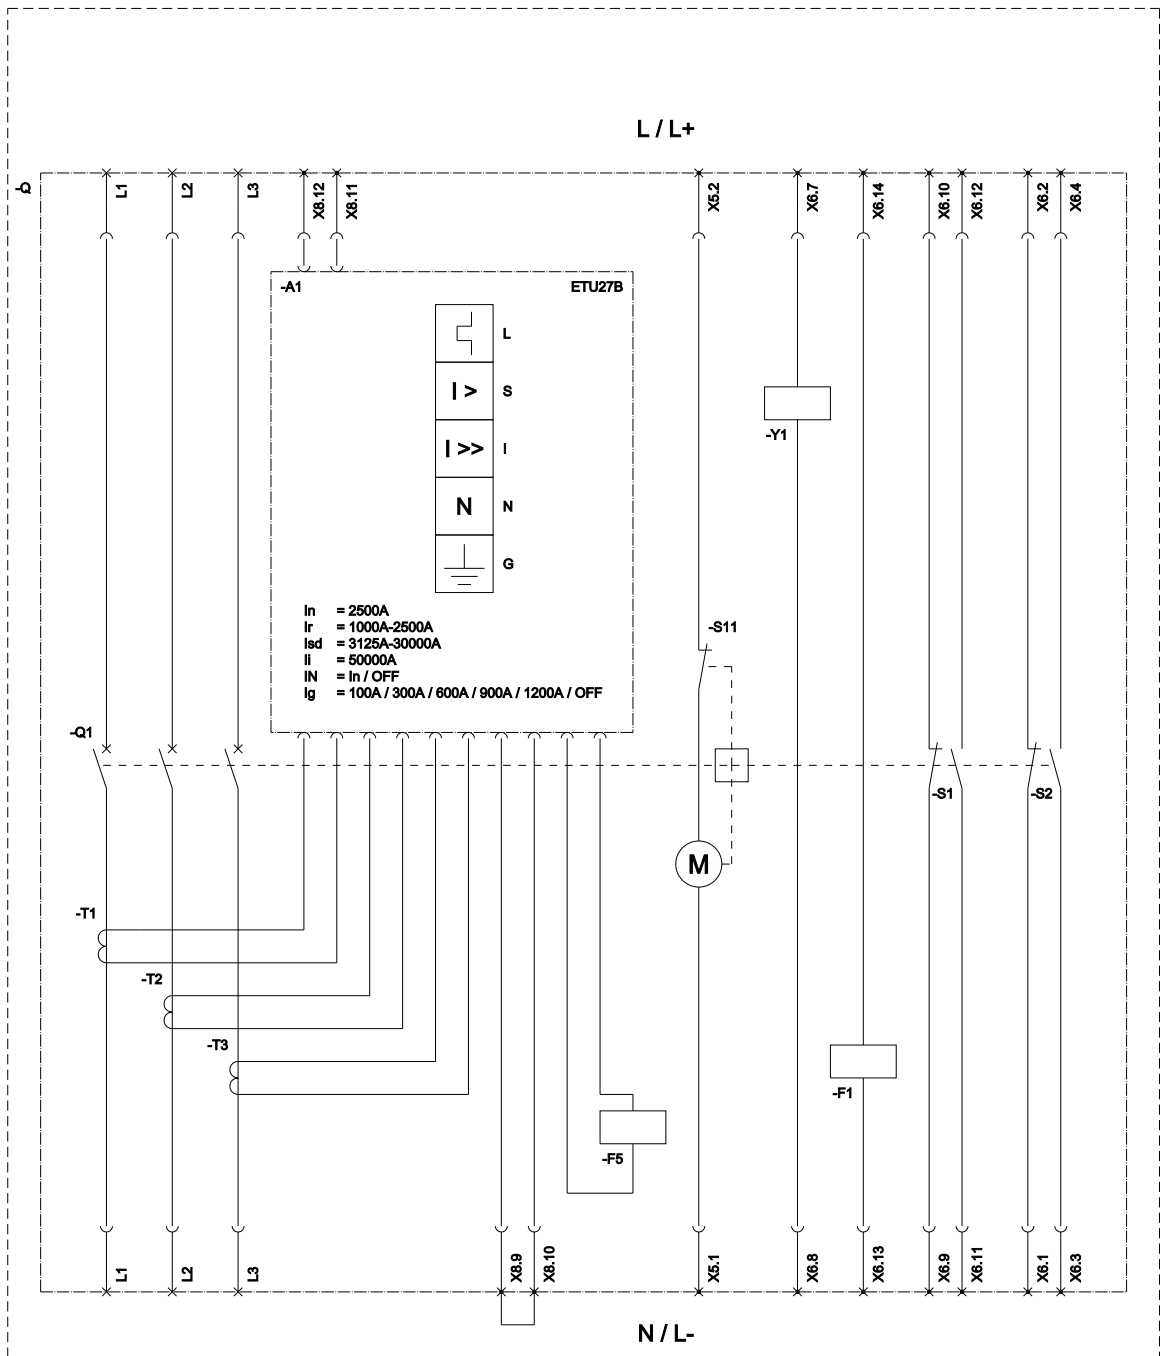 L / L+
-Q
L1
L2
L3
X8.12
X8.11
X5.2
X6.7
X6.14
X6.10
X6.12
X6.2
X6.4
-A1
ETU27B
L
I >
S
I >>
I
N
N
G
-Y1
In = 2500A
Ir = 1000A-2500A
Isd = 3125A-30000A
Ii = 50000A
IN = In / OFF
Ig = 100A / 300A / 600A / 900A / 1200A / OFF
-S11
-Q1
-S1
-S2
M
-T1
-T2
-T3
-F1
-F5
L1
L2
L3
X8.9
X8.10
X5.1
X6.8
X6.13
X6.9
X6.11
X6.1
X6.3
N / L-